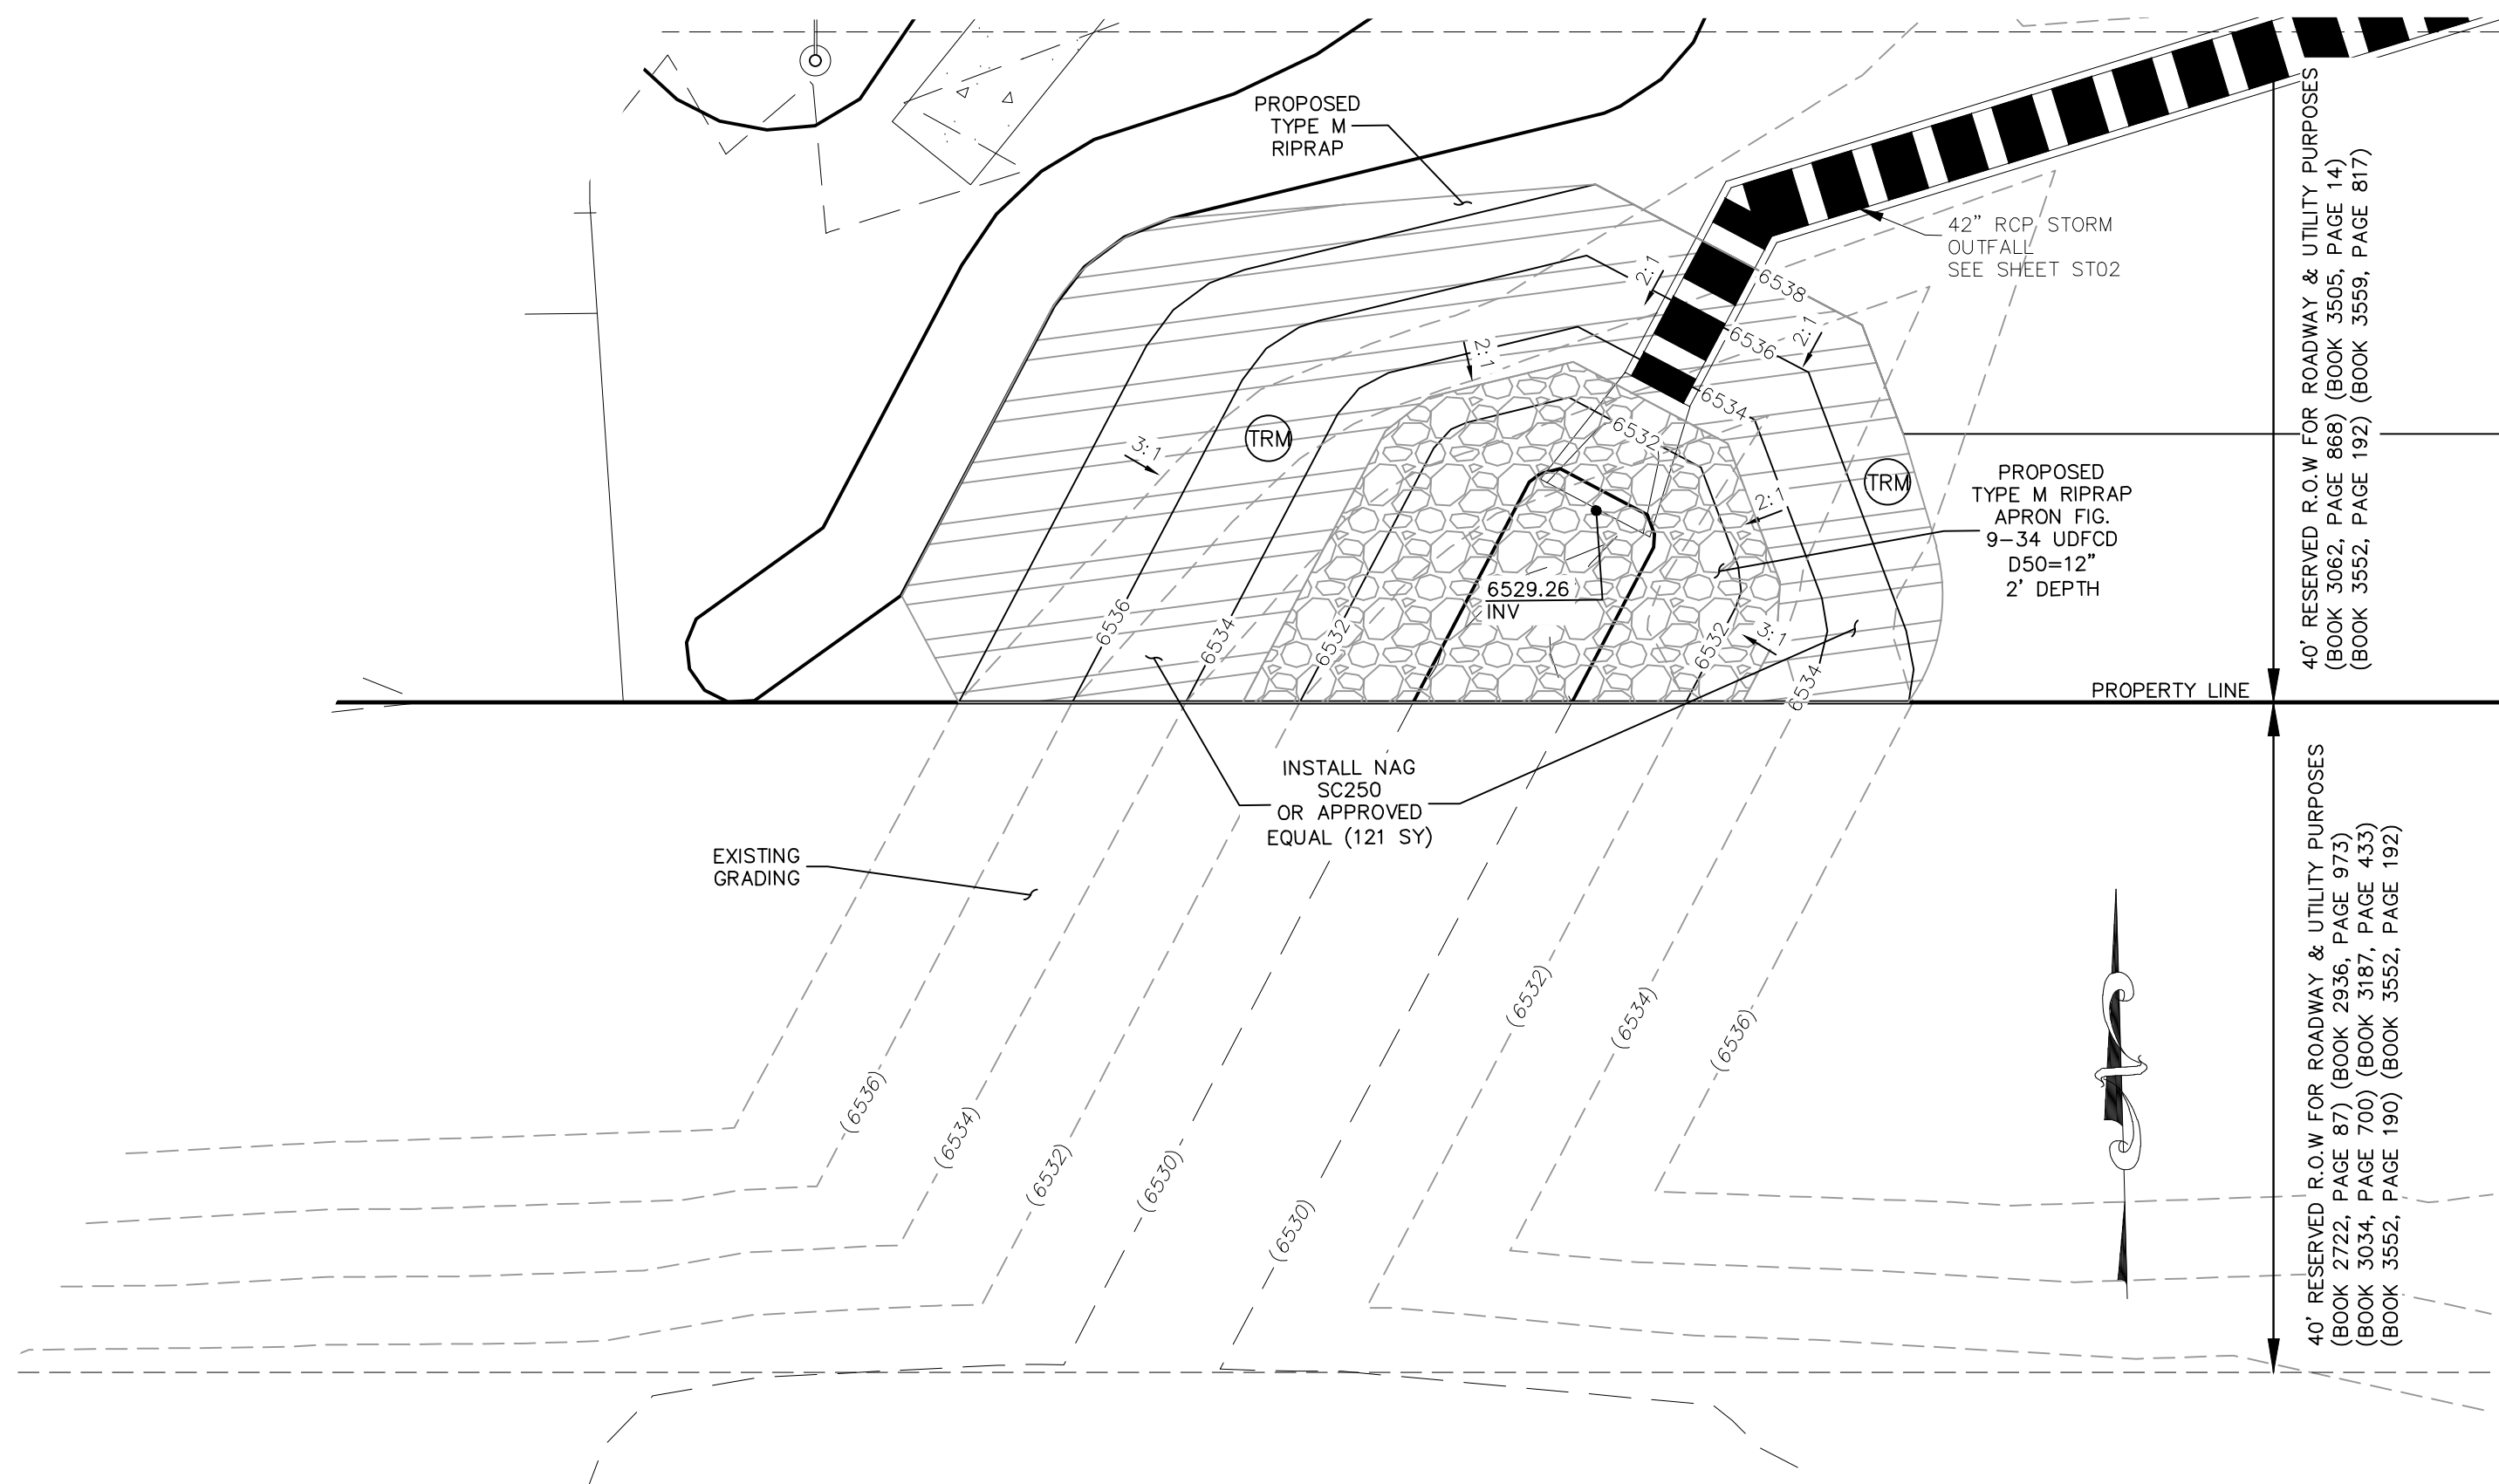 PROPOSED
TYPE M
RIPRAP
42" RCP STORM
OUTFALL
SEE SHEET ST02
6538
6536
6534
6532
2:1
2:1
2:1
2:1
3:1
3:1
TRM
TRM
PROPOSED
TYPE M RIPRAP
APRON FIG.
9-34 UDFCD
D50=12"
2' DEPTH
6529.26
INV
6536
6534
6532
6532
6534
PROPERTY LINE
INSTALL NAG
SC250
OR APPROVED
EQUAL (121 SY)
EXISTING
GRADING
(6536)
(6534)
(6532)
(6530)
(6530)
(6532)
(6534)
(6536)
40' RESERVED R.O.W FOR ROADWAY & UTILITY PURPOSES
(BOOK 3062, PAGE 868) (BOOK 3505, PAGE 14)
(BOOK 3552, PAGE 192) (BOOK 3559, PAGE 817)
40' RESERVED R.O.W FOR ROADWAY & UTILITY PURPOSES
(BOOK 2722, PAGE 87) (BOOK 2936, PAGE 973)
(BOOK 3034, PAGE 700) (BOOK 3187, PAGE 433)
(BOOK 3552, PAGE 190) (BOOK 3552, PAGE 192)